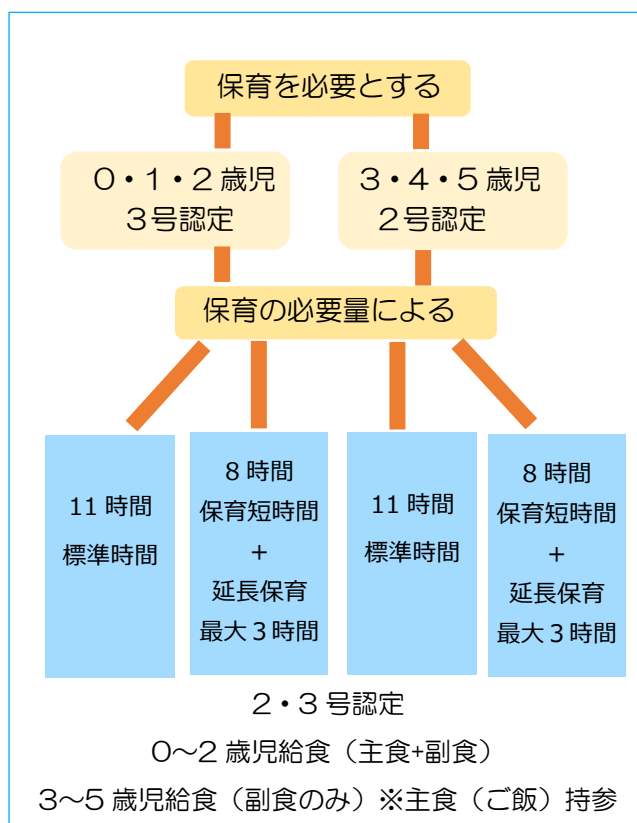 保育を必要とする
0・1・2歳児
3号認定
3・4・5歳児
2号認定
保育の必要量による
11時間
標準時間
8時間
保育短時間
+
延長保育
最大3時間
11時間
標準時間
8時間
保育短時間
+
延長保育
最大3時間
2・3号認定
0～2歳児給食（主食+副食）
3～5歳児給食（副食のみ）※主食（ご飯）持参